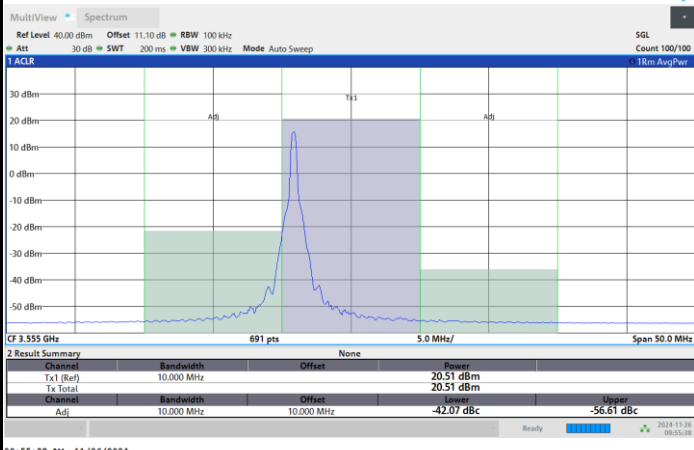 MultiView Spectrum
Ref Level 40.00 dBm Offset 11.10 dB RBW 100 kHz SGL
Att 30 dB SWT 200 ms VBW 300 kHz Mode Auto Sweep Count 100/100
1 ACLR 1Rm AvgPwr
30 dBm
Tx1
20 dBm
Adj Adj
10 dBm
0 dBm
-10 dBm
-20 dBm
-30 dBm
-40 dBm
-50 dBm
CF 3.555 GHz 691 pts 5.0 MHz/ Span 50.0 MHz
2 Result Summary None
Channel Bandwidth Offset Power
Tx1 (Ref) 10.000 MHz 20.51 dBm
Tx Total 20.51 dBm
Channel Bandwidth Offset Lower Upper
Adj 10.000 MHz 10.000 MHz -42.07 dBc -56.61 dBc
Ready 2024-11-26
09:55:38